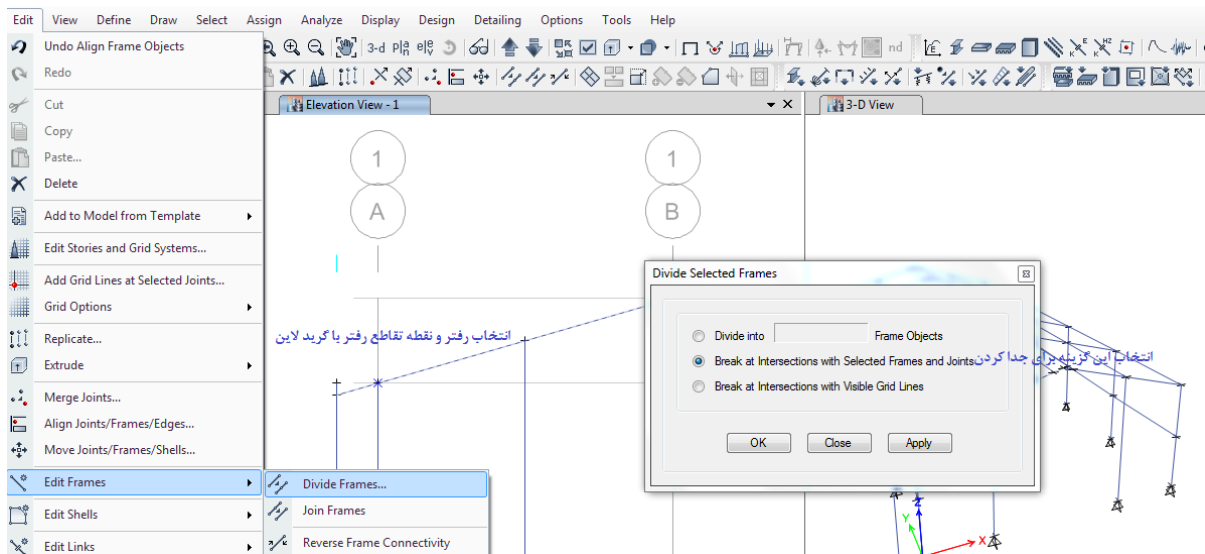 Edit View Define Draw Select Assign Analyze Display Design Detailing Options Tools Help
Undo Align Frame Objects
3-d
nd
Redo
Cut
Elevation View - 1
3-D View
Copy
1
1
Paste...
Delete
A
B
Add to Model from Template
Edit Stories and Grid Systems...
Divide Selected Frames
Add Grid Lines at Selected Joints...
Grid Options
انتخاب رفتر و نقطه تقاطع رفتر با گرید لاین
Divide into Frame Objects
Replicate...
Break at Intersections with Selected Frames and Joints
انتخاب این گزینه برای جدا کردن
Extrude
Break at Intersections with Visible Grid Lines
Merge Joints...
Align Joints/Frames/Edges...
OK Close Apply
Move Joints/Frames/Shells...
Edit Frames
Divide Frames...
Z
Edit Shells
Join Frames
Y
X
Edit Links
Reverse Frame Connectivity